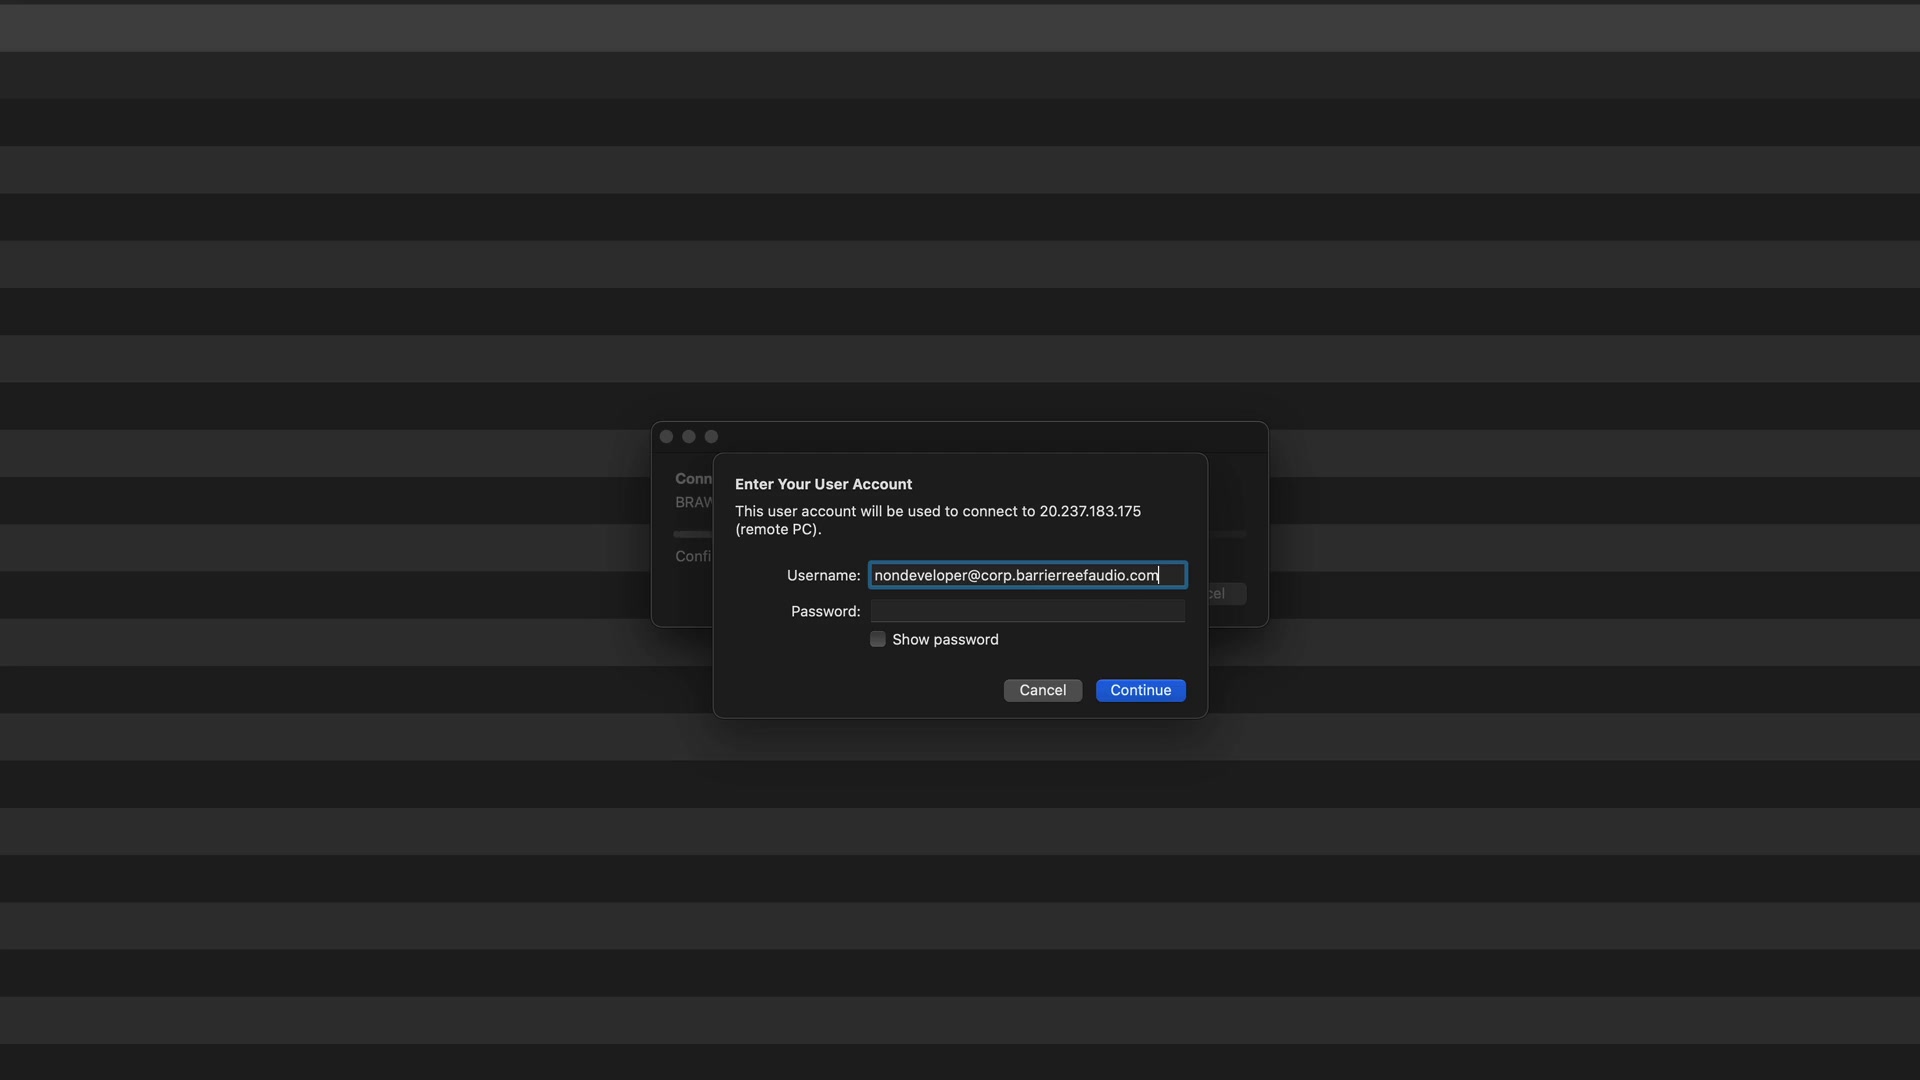 Conn
BRAW
Enter Your User Account
This user account will be used to connect to 20.237.183.175
(remote PC).
Confi
Username: nondeveloper@corp.barrierreefaudio.com
cel
Password:
Show password
Cancel Continue